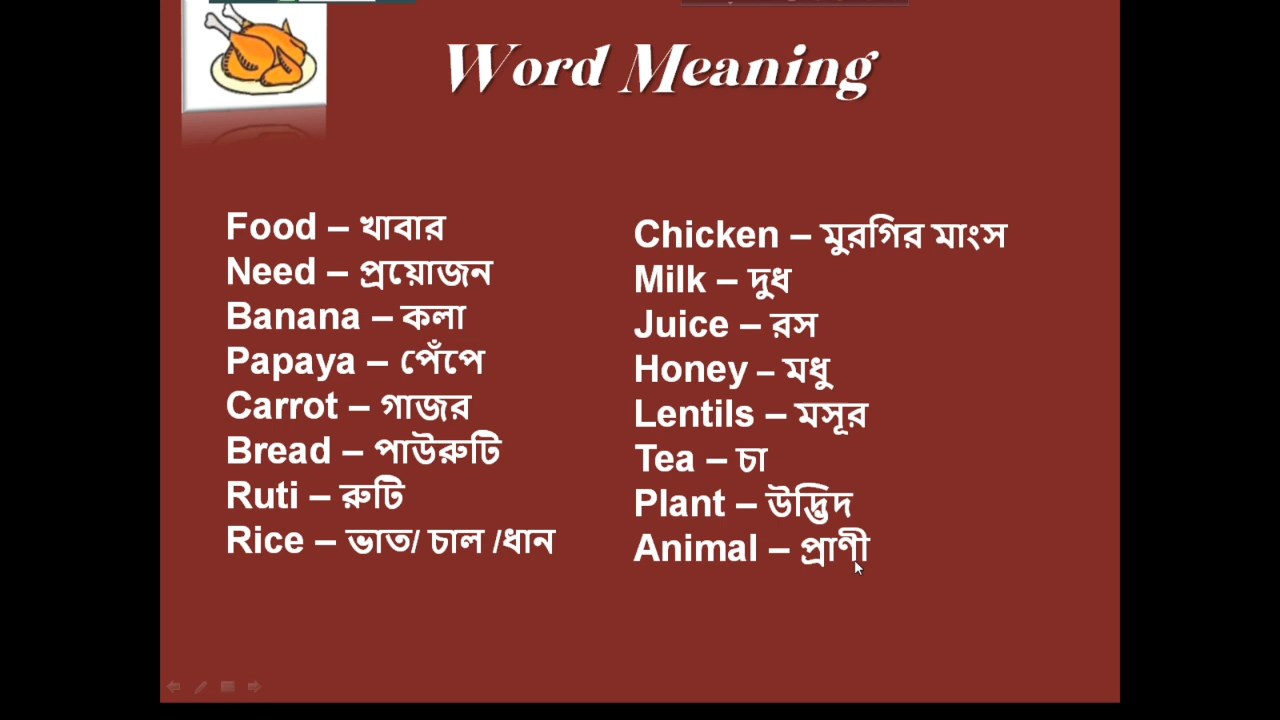 Word Meaning
Food – খাবার
Need – প্রয়োজন
Banana – কলা
Papaya – পেঁপে
Carrot – গাজর
Bread – পাউরুটি
Ruti – রুটি
Rice – ভাত/ চাল /ধান
Chicken – মুরগির মাংস
Milk – দুধ
Juice – রস
Honey – মধু
Lentils – মসূর
Tea – চা
Plant – উদ্ভিদ
Animal – প্রাণী